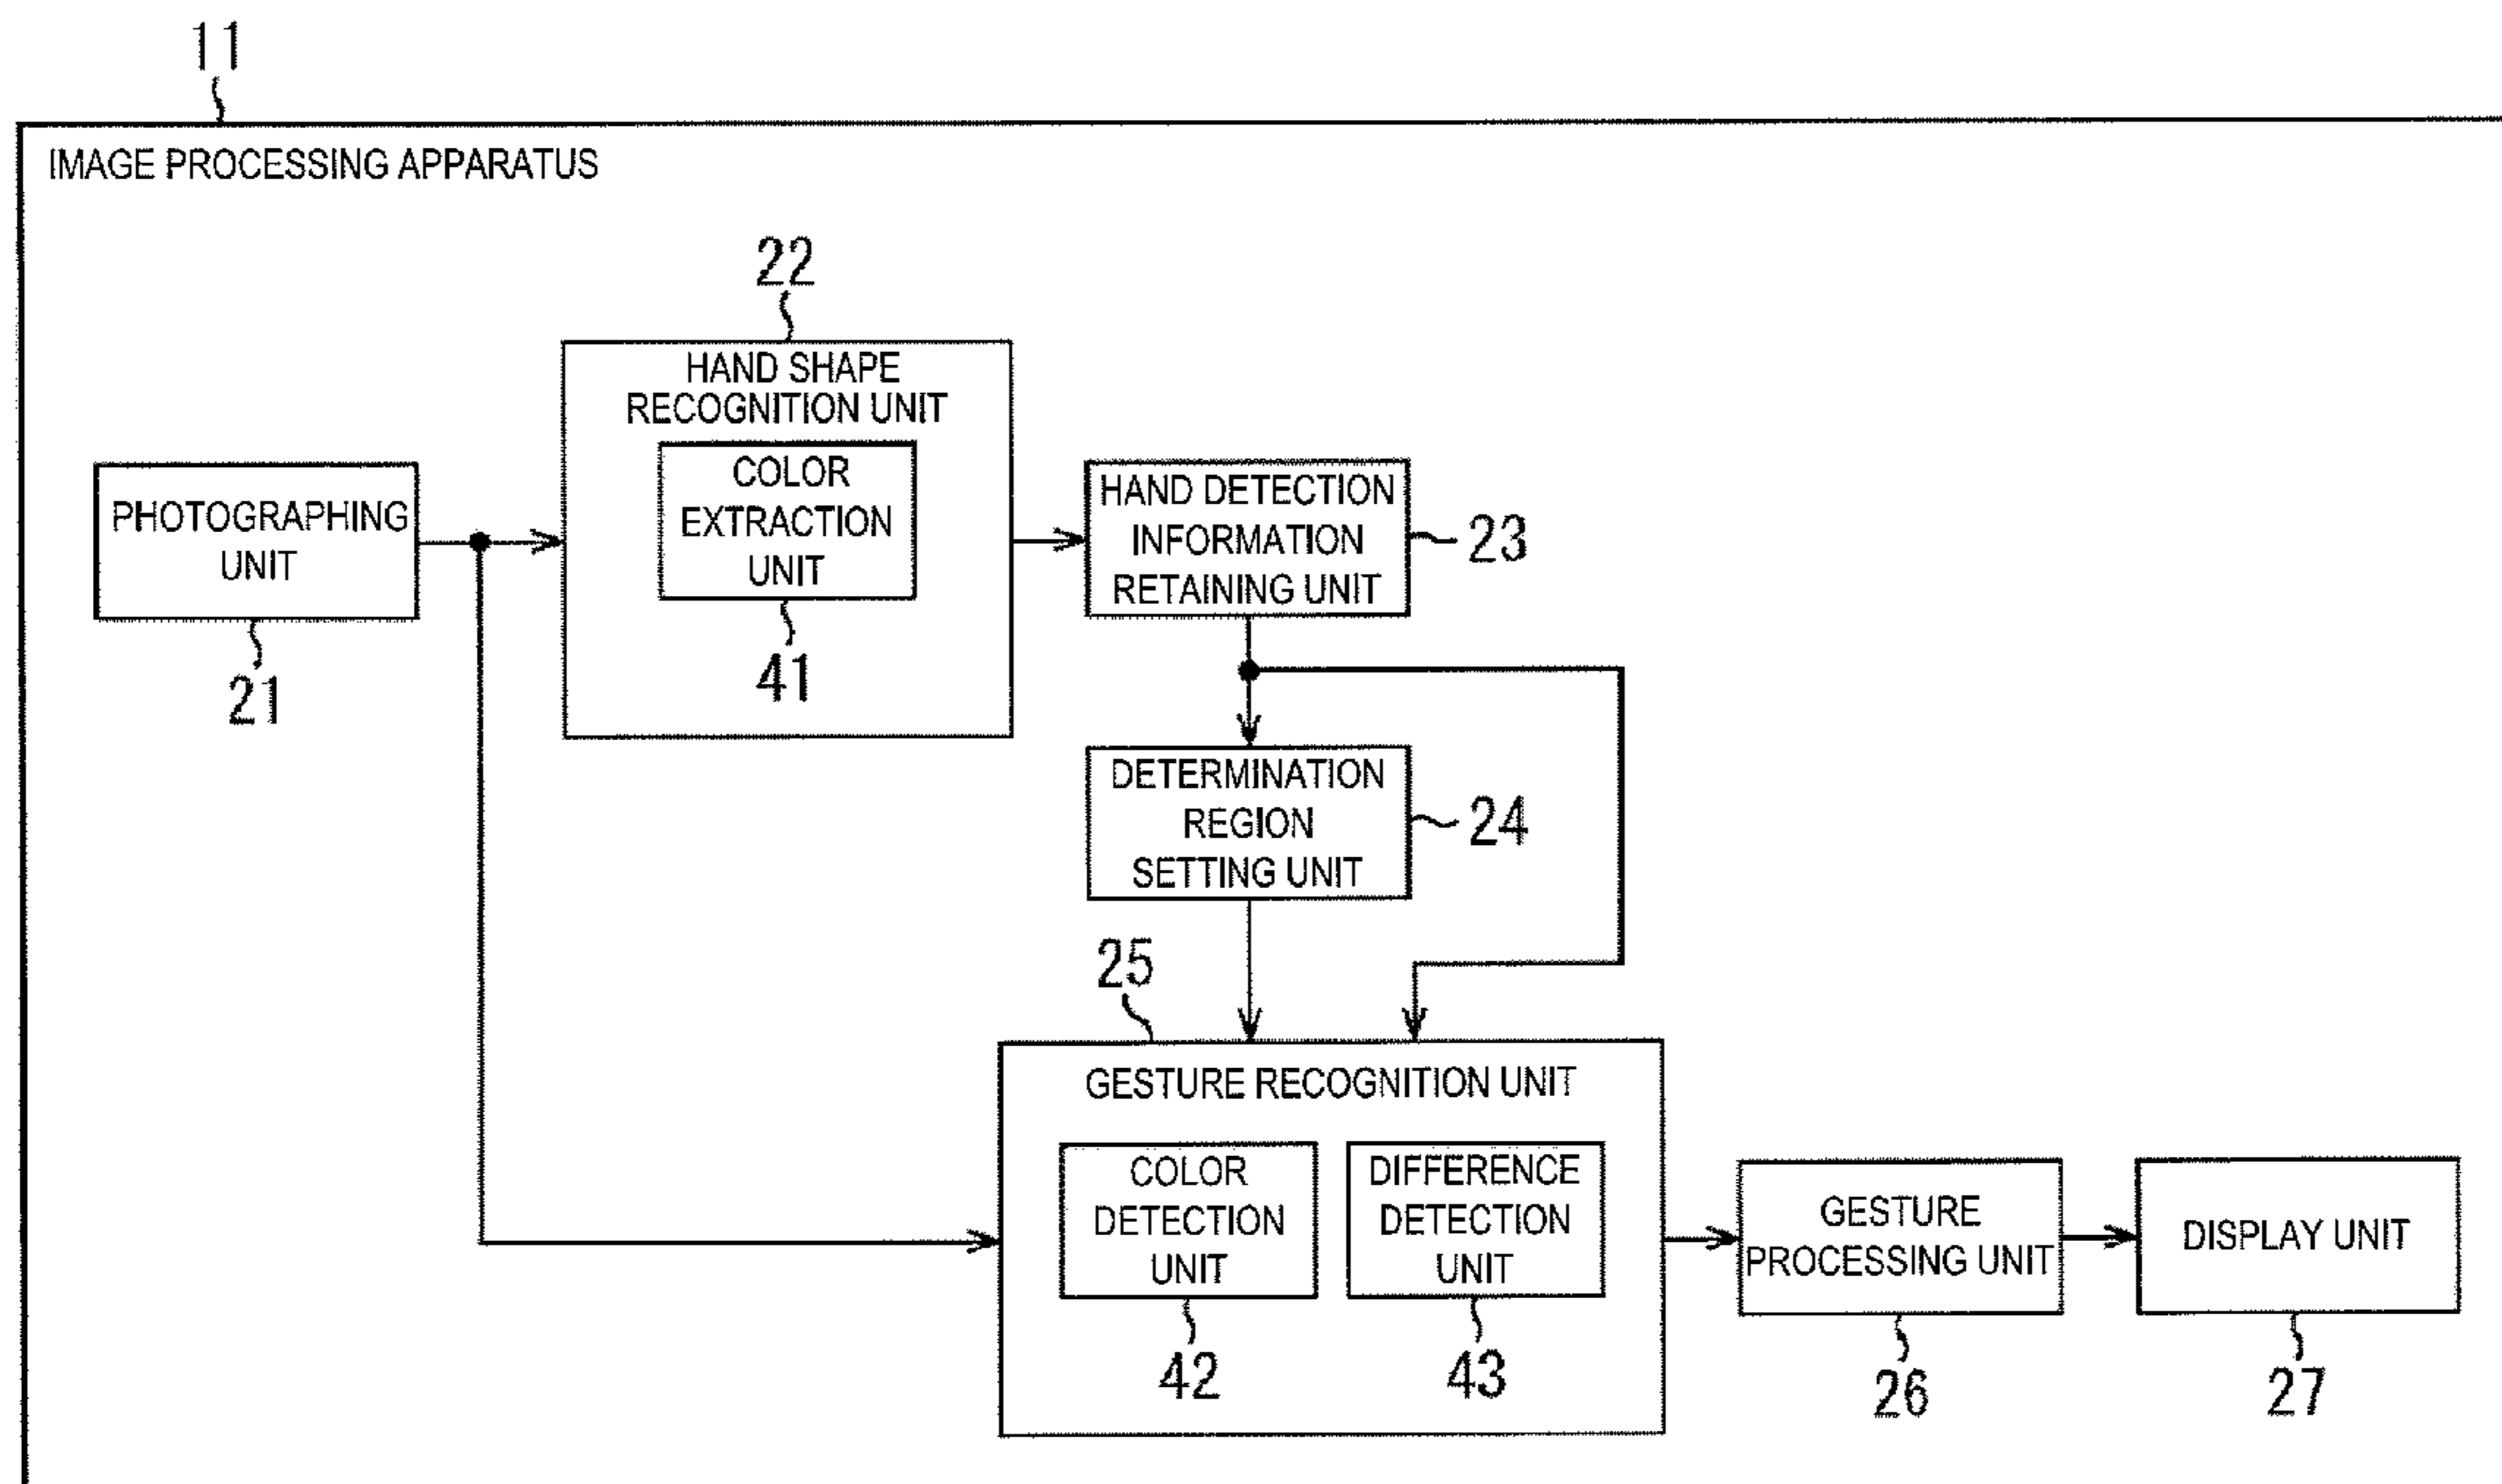 11
IMAGE PROCESSING APPARATUS
22
HAND SHAPE
RECOGNITION UNIT
COLOR
EXTRACTION
UNIT
41
PHOTOGRAPHING
UNIT
21
HAND DETECTION
INFORMATION
RETAINING UNIT
23
DETERMINATION
REGION
SETTING UNIT
24
25
GESTURE RECOGNITION UNIT
COLOR
DETECTION
UNIT
42
DIFFERENCE
DETECTION
UNIT
43
GESTURE
PROCESSING UNIT
26
DISPLAY UNIT
27